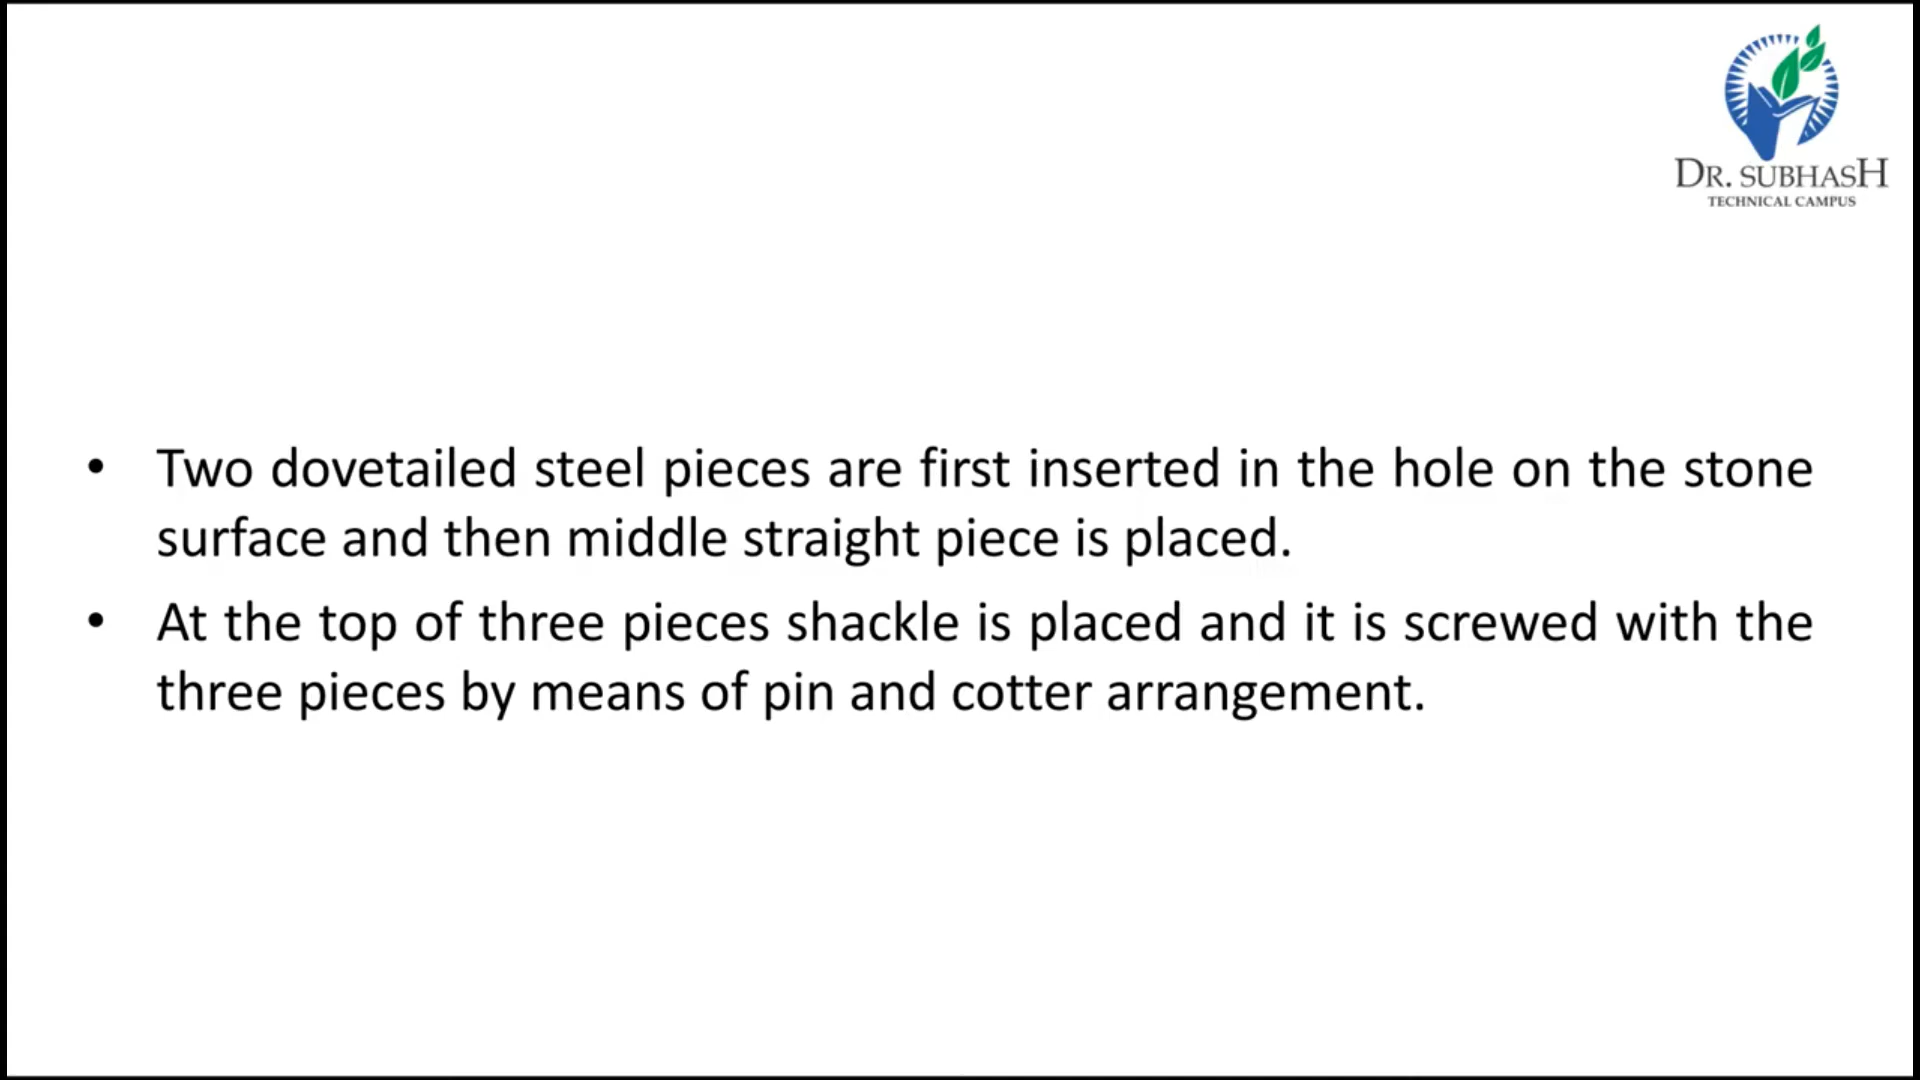 DR. SUBHASH
TECHNICAL CAMPUS
• Two dovetailed steel pieces are first inserted in the hole on the stone
surface and then middle straight piece is placed.
• At the top of three pieces shackle is placed and it is screwed with the
three pieces by means of pin and cotter arrangement.